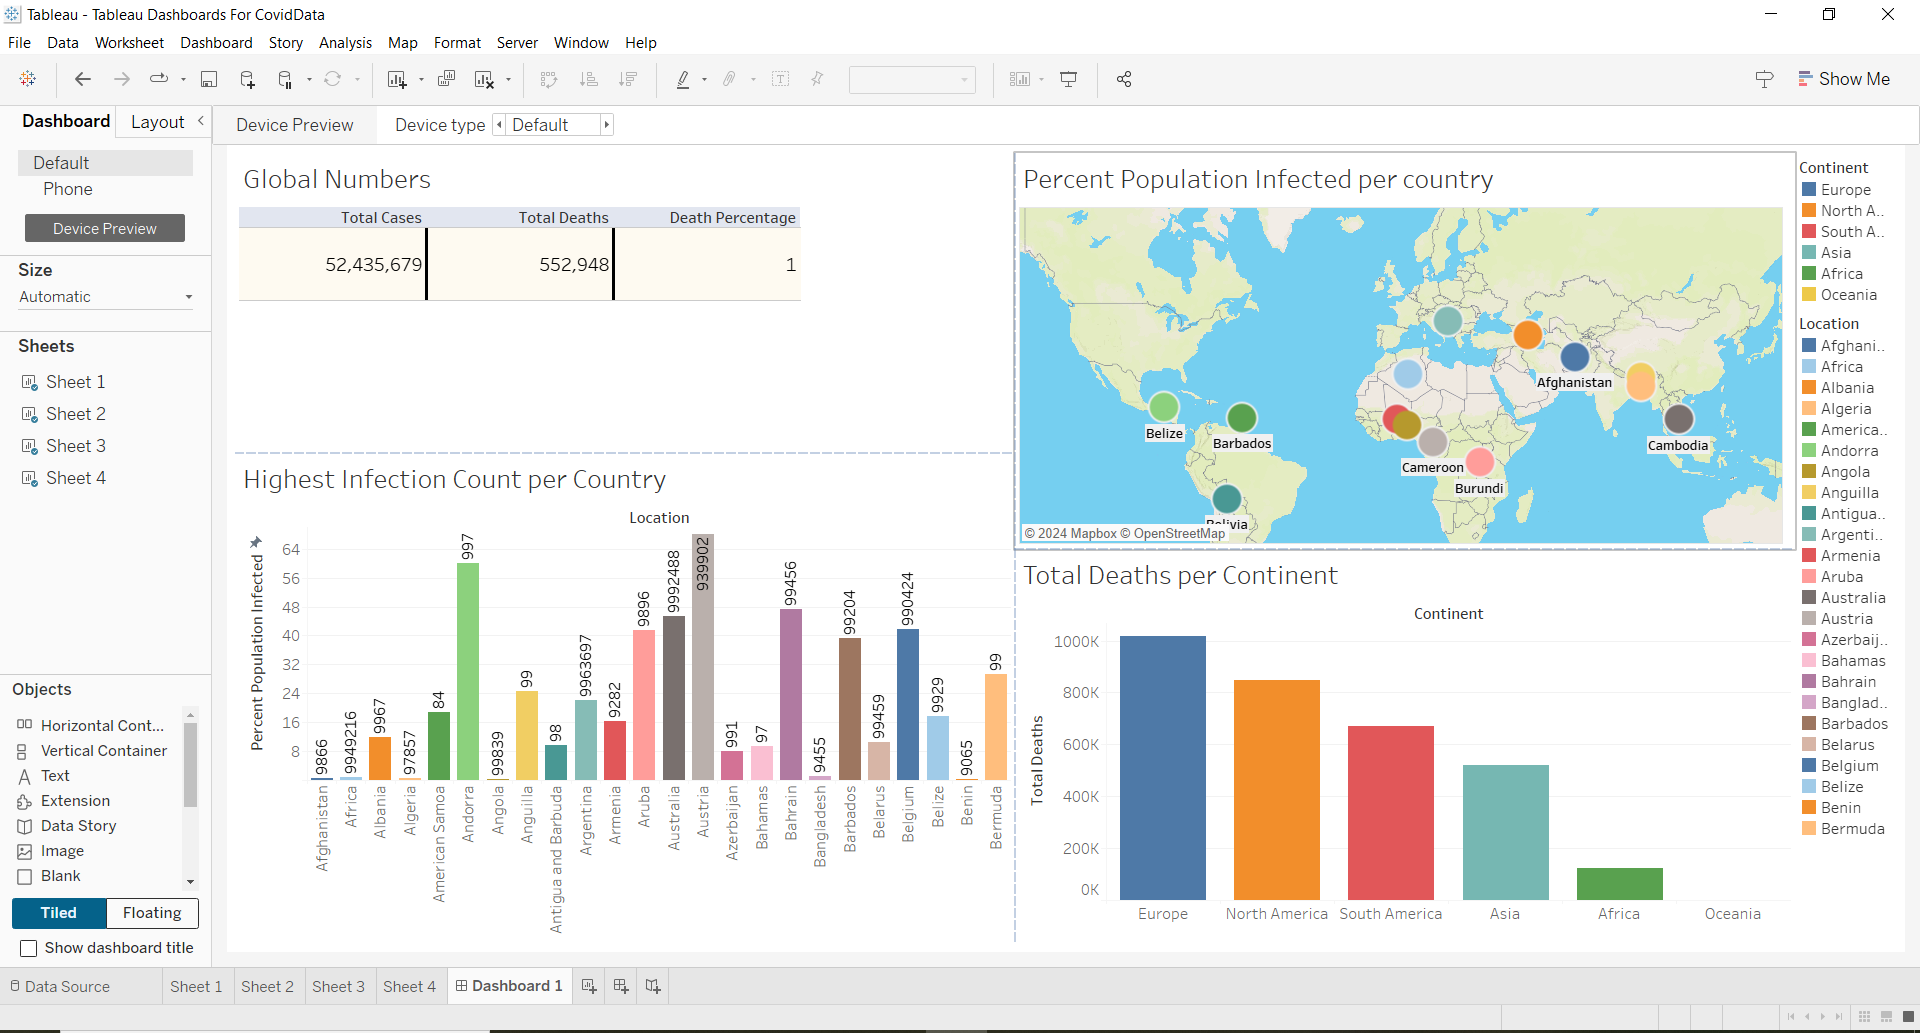 Tableau - Tableau Dashboards For CovidData
File Data Worksheet Dashboard Story Analysis Map Format Server Window Help
Show Me
Dashboard Layout
Device Preview Device type Default
Default
Phone
Device Preview
Size
Automatic
Sheets
Sheet 1
Sheet 2
Sheet 3
Sheet 4
Objects
Horizontal Cont...
Vertical Container
Text
Extension
Data Story
Image
Blank
Tiled Floating
Show dashboard title
Global Numbers
Total Cases Total Deaths Death Percentage
52,435,679 552,948 1
Highest Infection Count per Country
Location
Percent Population Infected
64
56
48
40
32
24
16
8
9866
9949216
9967
97857
84
997
99839
99
98
9963697
9282
9896
9992488
939902
991
97
99456
9455
99204
99459
990424
9929
9065
99
Afghanistan
Africa
Albania
Algeria
American Samoa
Andorra
Angola
Anguilla
Antigua and Barbuda
Argentina
Armenia
Aruba
Australia
Austria
Azerbaijan
Bahamas
Bahrain
Bangladesh
Barbados
Belarus
Belgium
Belize
Benin
Bermuda
Percent Population Infected per country
Afghanistan
Belize
Barbados
Cambodia
Cameroon
Burundi
Bolivia
© 2024 Mapbox © OpenStreetMap
Total Deaths per Continent
Continent
Total Deaths
1000K
800K
600K
400K
200K
0K
Europe North America South America Asia Africa Oceania
Continent
Europe
North A..
South A..
Asia
Africa
Oceania
Location
Afghani..
Africa
Albania
Algeria
America..
Andorra
Angola
Anguilla
Antigua..
Argenti..
Armenia
Aruba
Australia
Austria
Azerbaij..
Bahamas
Bahrain
Banglad..
Barbados
Belarus
Belgium
Belize
Benin
Bermuda
Data Source Sheet 1 Sheet 2 Sheet 3 Sheet 4 Dashboard 1